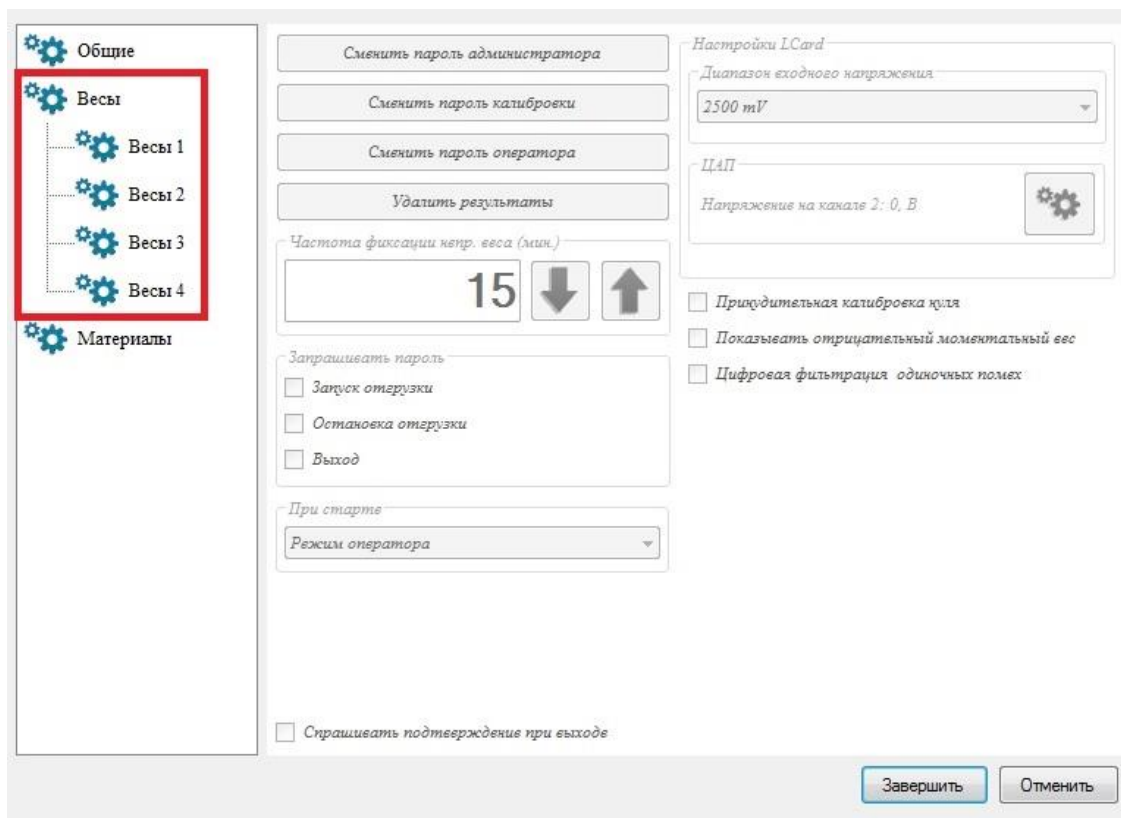 Общие
Весы
Весы 1
Весы 2
Весы 3
Весы 4
Материалы
Сменить пароль администратора
Сменить пароль калибровки
Сменить пароль оператора
Удалить результаты
Частота фиксации непр. веса (мин.)
15
Запрашивать пароль
Запуск отгрузки
Остановка отгрузки
Выход
При старте
Режим оператора
Спрашивать подтверждение при выходе
Настройки LCard
Диапазон входного напряжения
2500 mV
ЦАП
Напряжение на канале 2: 0, В
Принудительная калибровка нуля
Показывать отрицательный моментальный вес
Цифровая фильтрация одиночных помех
Завершить
Отменить